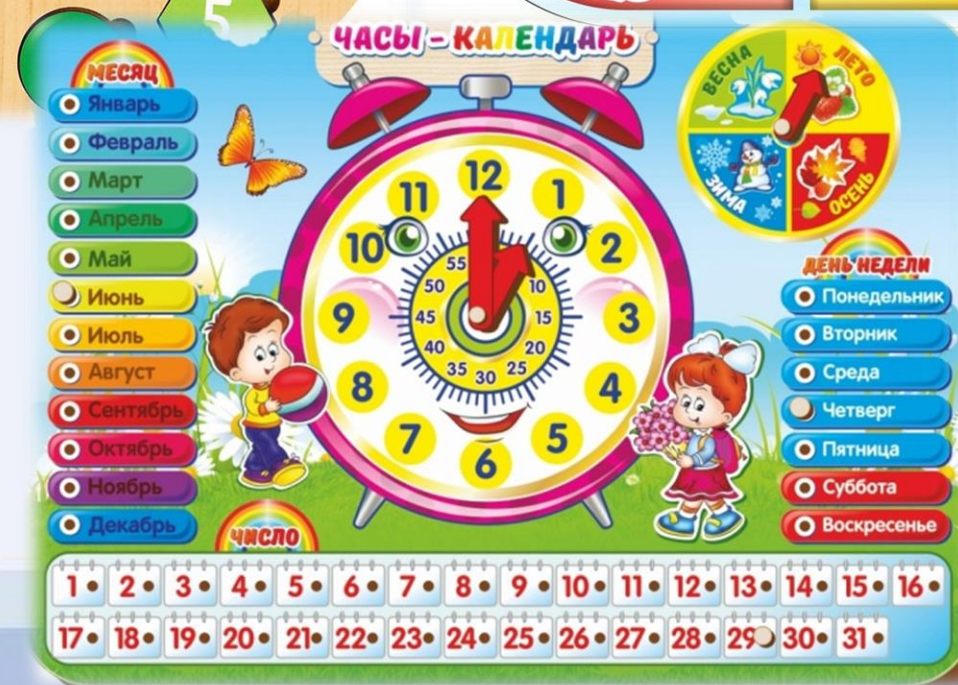 5
ЧАСЫ - КАЛЕНДАРЬ
МЕСЯЦ
Январь
Февраль
Март
Апрель
Май
Июнь
Июль
Август
Сентябрь
Октябрь
Ноябрь
Декабрь
12
1
2
3
4
5
6
7
8
9
10
11
55
10
15
20
25
30
35
40
45
50
ВЕСНА
ЛЕТО
ЗИМА
ОСЕНЬ
ДЕНЬ НЕДЕЛИ
Понедельник
Вторник
Среда
Четверг
Пятница
Суббота
Воскресенье
ЧИСЛО
1 2 3 4 5 6 7 8 9 10 11 12 13 14 15 16
17 18 19 20 21 22 23 24 25 26 27 28 29 30 31